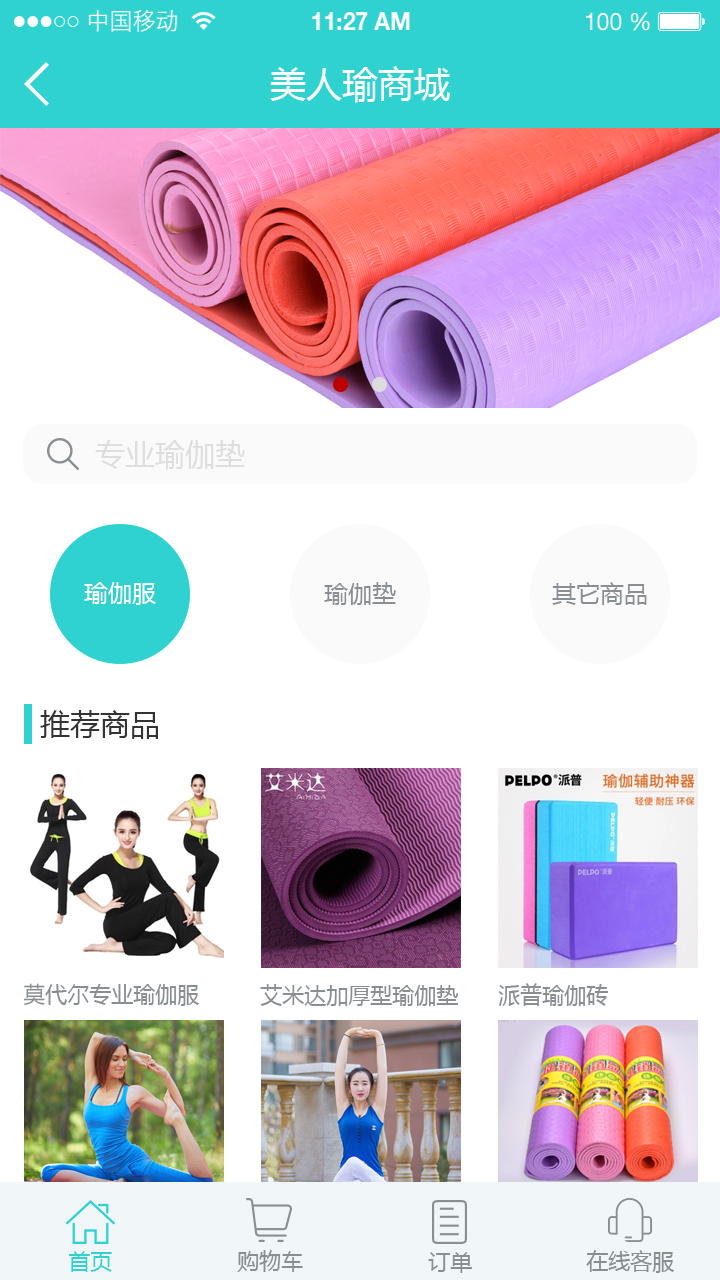 中国移动 11:27 AM 100 %
美人瑜商城
专业瑜伽垫
瑜伽服 瑜伽垫 其它商品
推荐商品
艾米达
AIMIDA
PELPO®派普 瑜伽辅助神器
轻便 耐压 环保
PELPO®派普
莫代尔专业瑜伽服 艾米达加厚型瑜伽垫 派普瑜伽砖
首页 购物车 订单 在线客服